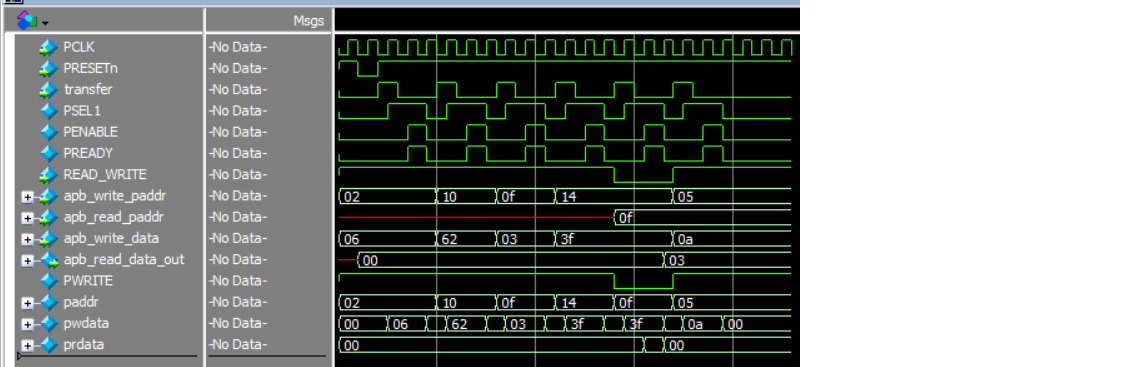 Msgs
PCLK -No Data-
PRESETn -No Data-
transfer -No Data-
PSEL1 -No Data-
PENABLE -No Data-
PREADY -No Data-
READ_WRITE -No Data-
apb_write_paddr -No Data- 02 10 0f 14 05
apb_read_paddr -No Data- 0f
apb_write_data -No Data- 06 62 03 3f 0a
apb_read_data_out -No Data- 00 03
PWRITE -No Data-
paddr -No Data- 02 10 0f 14 0f 05
pwdata -No Data- 00 06 62 03 3f 3f 0a 00
prdata -No Data- 00 00